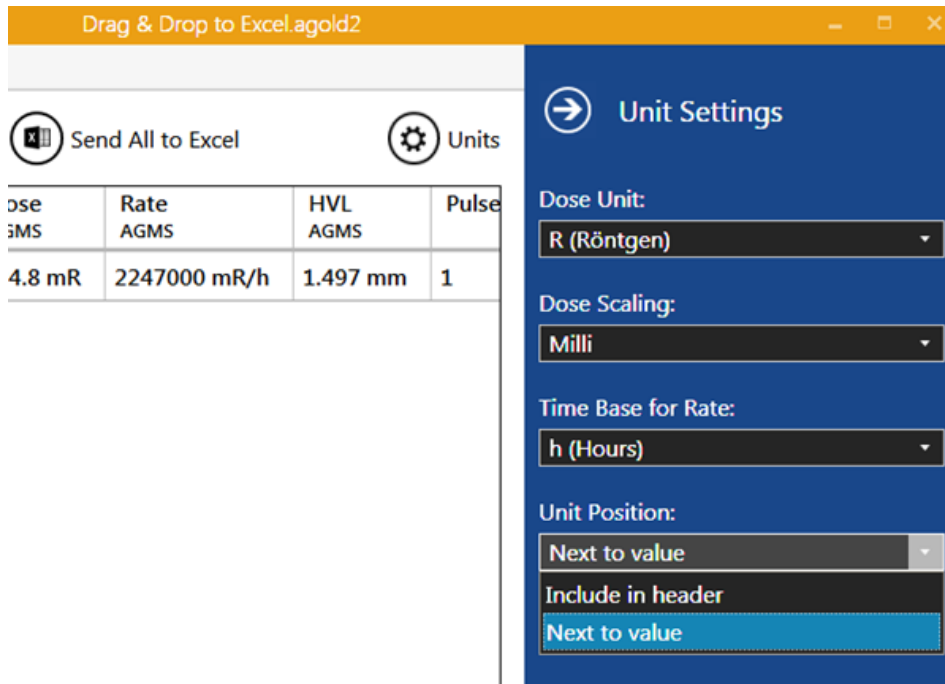 Drag & Drop to Excel.agold2
Send All to Excel
Units
ose Rate HVL Pulse
GMS AGMS AGMS
4.8 mR 2247000 mR/h 1.497 mm 1
Unit Settings
Dose Unit:
R (Röntgen)
Dose Scaling:
Milli
Time Base for Rate:
h (Hours)
Unit Position:
Next to value
Include in header
Next to value